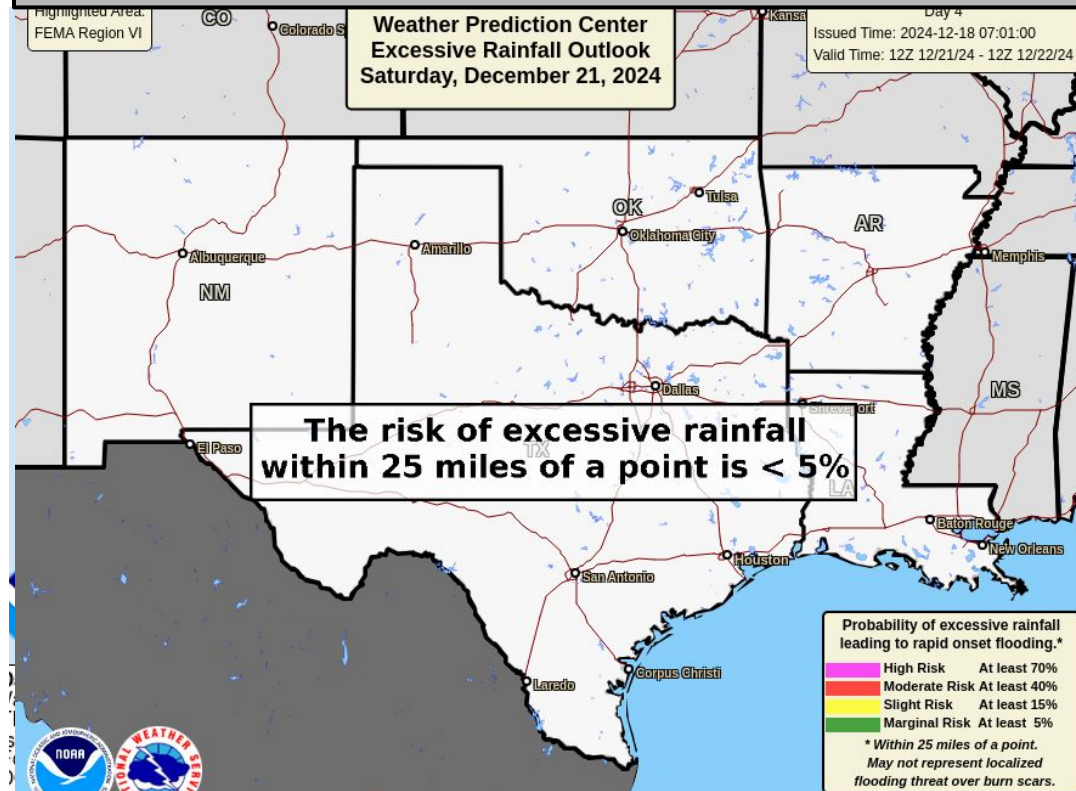 Highlighted Area:
FEMA Region VI
Weather Prediction Center
Excessive Rainfall Outlook
Saturday, December 21, 2024
Day 4
Issued Time: 2024-12-18 07:01:00
Valid Time: 12Z 12/21/24 - 12Z 12/22/24
CO
Colorado S
Kansa
OK
Tulsa
Oklahoma City
AR
Amarillo
Albuquerque
Memphis
NM
Dallas
MS
Shreveport
The risk of excessive rainfall
within 25 miles of a point is < 5%
El Paso
TX
LA
Baton Rouge
New Orleans
Houston
San Antonio
Corpus Christi
Laredo
Probability of excessive rainfall
leading to rapid onset flooding.*
High Risk At least 70%
Moderate Risk At least 40%
Slight Risk At least 15%
Marginal Risk At least 5%
* Within 25 miles of a point.
May not represent localized
flooding threat over burn scars.
NOAA
WEATHER